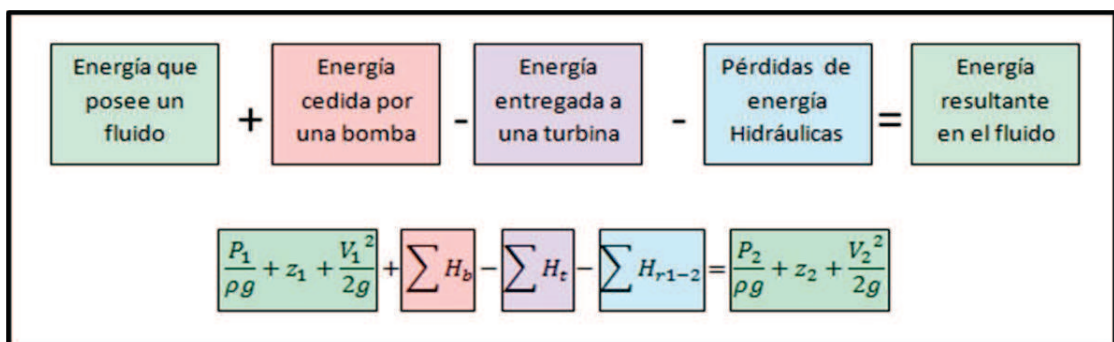 Energía que posee un fluido + Energía cedida por una bomba - Energía entregada a una turbina - Pérdidas de energía Hidráulicas = Energía resultante en el fluido
P₁/ρg + z₁ + V₁²/2g + ∑ H_b − ∑ H_t − ∑ H_r1−2 = P₂/ρg + z₂ + V₂²/2g